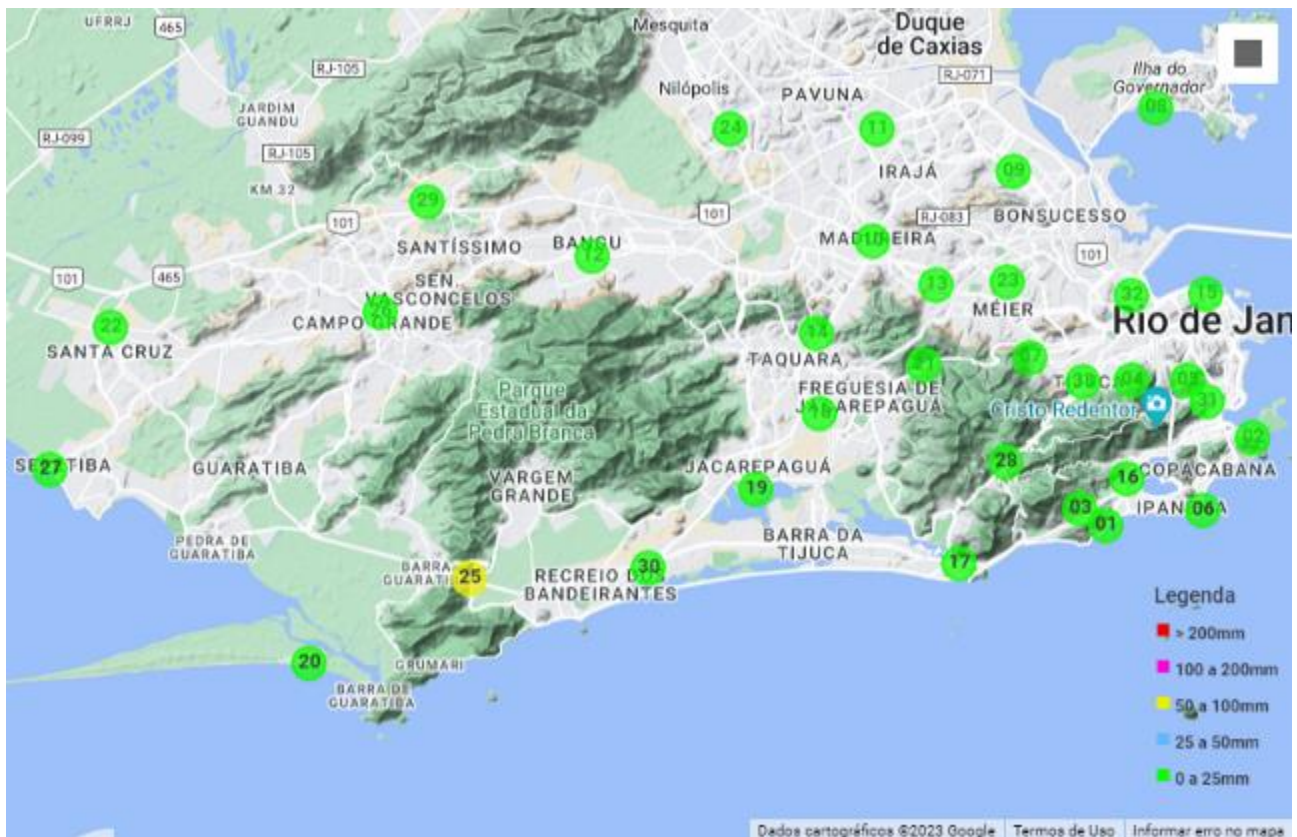 UFRRJ
465
Mesquita
Duque
de Caxias
RJ-105
RJ-071
Ilha do
Governador
08
Nilópolis
PAVUNA
JARDIM
GUANDU
24
11
RJ-099
RJ-105
IRAJÁ
09
KM 32
29
101
101
RJ-083
BONSUCESSO
SANTÍSSIMO
BANGU
12
MADUREIRA
101
465
101
SEN.
VASCONCELOS
13
23
32
15
22
CAMPO GRANDE
14
MÉIER
Rio de Jan
SANTA CRUZ
TAQUARA
07
Parque
Estadual da
Pedra Branca
FREGUESIA DE
JACAREPAGUÁ
04
31
Cristo Redentor
02
27
SEPETIBA
GUARATIBA
VARGEM
GRANDE
JACAREPAGUÁ
28
COPACABANA
19
16
03
01
IPANEMA
06
PEDRA DE
GUARATIBA
BARRA DA
TIJUCA
17
BARRA
GUARATI
25
RECREIO DOS
BANDEIRANTES
30
Legenda
> 200mm
100 a 200mm
50 a 100mm
25 a 50mm
0 a 25mm
20
GRUMARI
BARRA DE
GUARATIBA
Dados cartográficos ©2023 Google
Termos de Uso
Informar erro no mapa